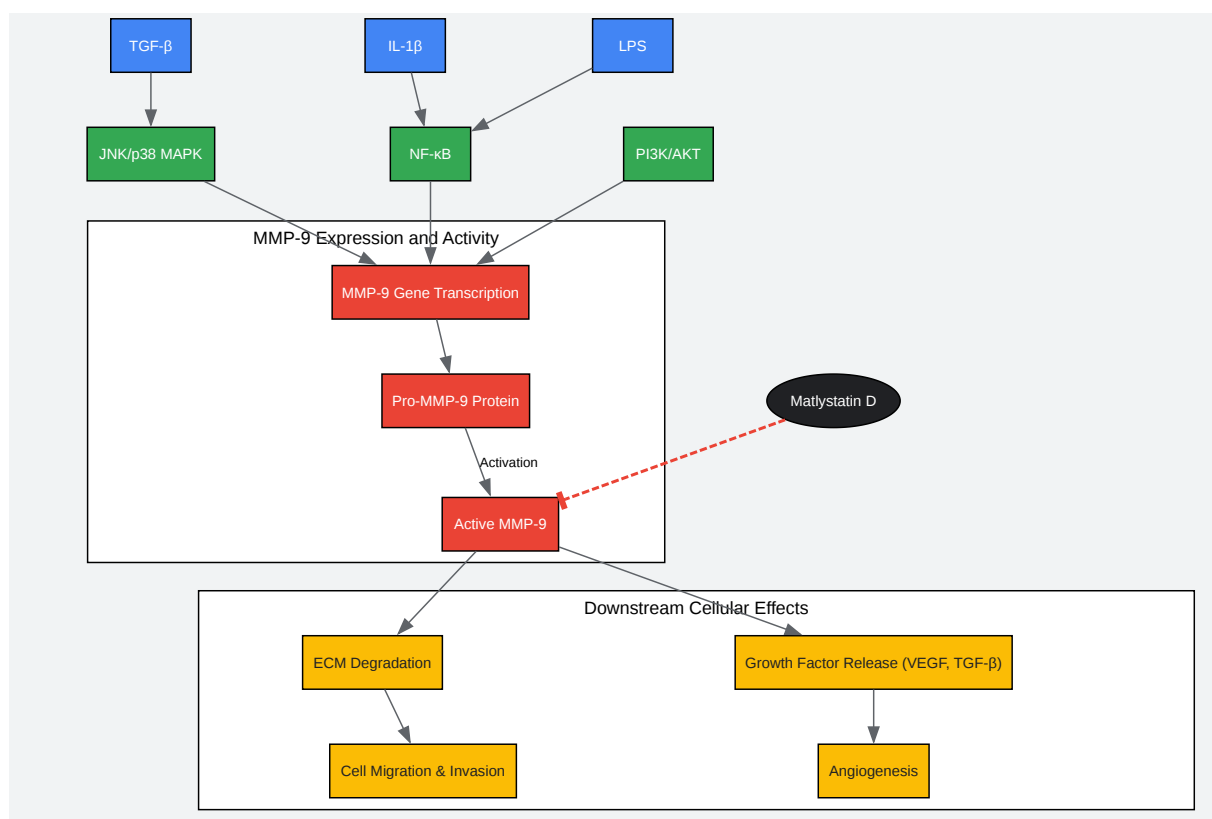 TGF-β
IL-1β
LPS
JNK/p38 MAPK
NF-κB
PI3K/AKT
MMP-9 Expression and Activity
MMP-9 Gene Transcription
Pro-MMP-9 Protein
Matlystatin D
Activation
Active MMP-9
Downstream Cellular Effects
ECM Degradation
Growth Factor Release (VEGF, TGF-β)
Cell Migration & Invasion
Angiogenesis